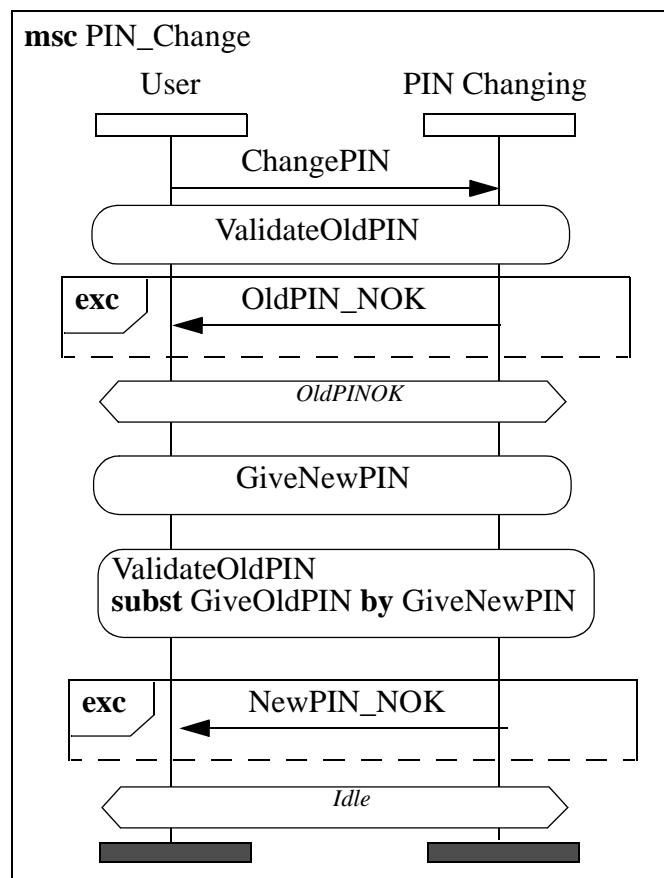 msc PIN_Change
User PIN Changing
ChangePIN
ValidateOldPIN
exc OldPIN_NOK
OldPINOK
GiveNewPIN
ValidateOldPIN
subst GiveOldPIN by GiveNewPIN
exc NewPIN_NOK
Idle